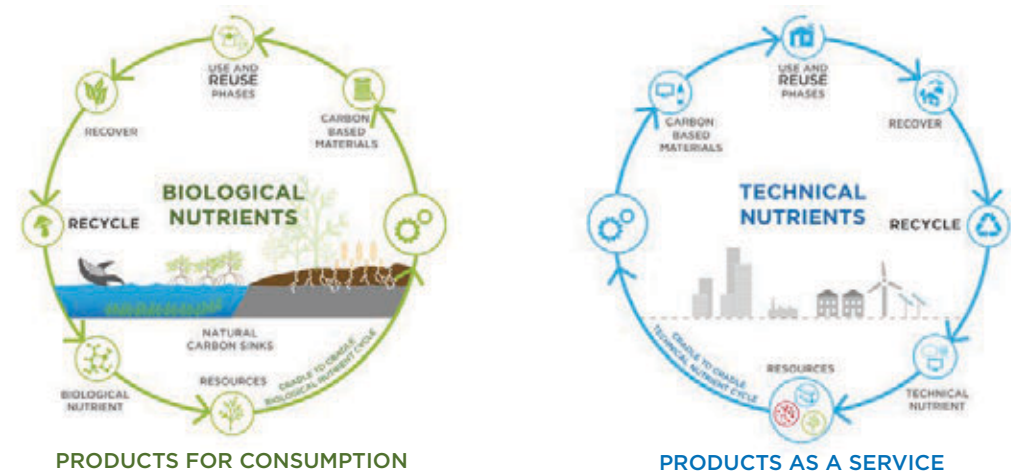 USE AND
REUSE
PHASES
RECOVER
CARBON
BASED
MATERIALS
BIOLOGICAL
NUTRIENTS
RECYCLE
NATURAL
CARBON SINKS
BIOLOGICAL
NUTRIENT
RESOURCES
CRADLE TO CRADLE
BIOLOGICAL NUTRIENT CYCLE
PRODUCTS FOR CONSUMPTION
USE AND
REUSE
PHASES
CARBON
BASED
MATERIALS
RECOVER
TECHNICAL
NUTRIENTS
RECYCLE
CRADLE TO CRADLE
TECHNICAL NUTRIENT CYCLE
RESOURCES
TECHNICAL
NUTRIENT
PRODUCTS AS A SERVICE